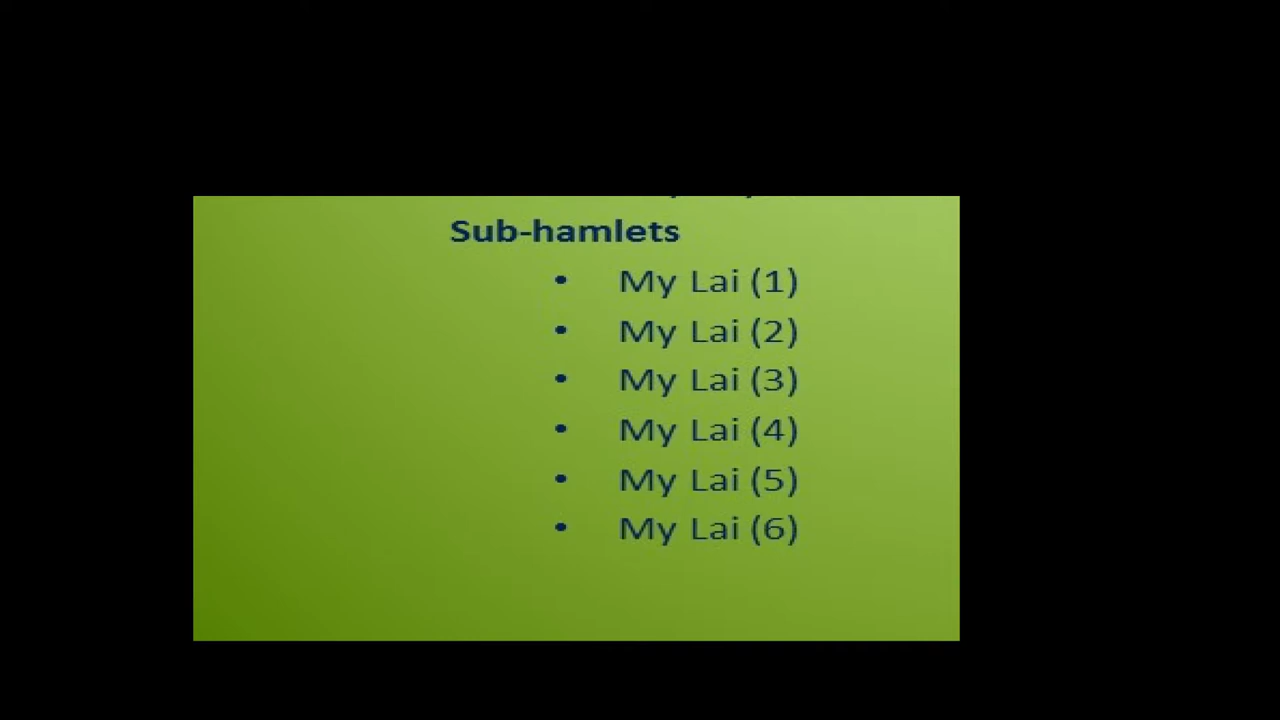 Sub-hamlets
• My Lai (1)
• My Lai (2)
• My Lai (3)
• My Lai (4)
• My Lai (5)
• My Lai (6)